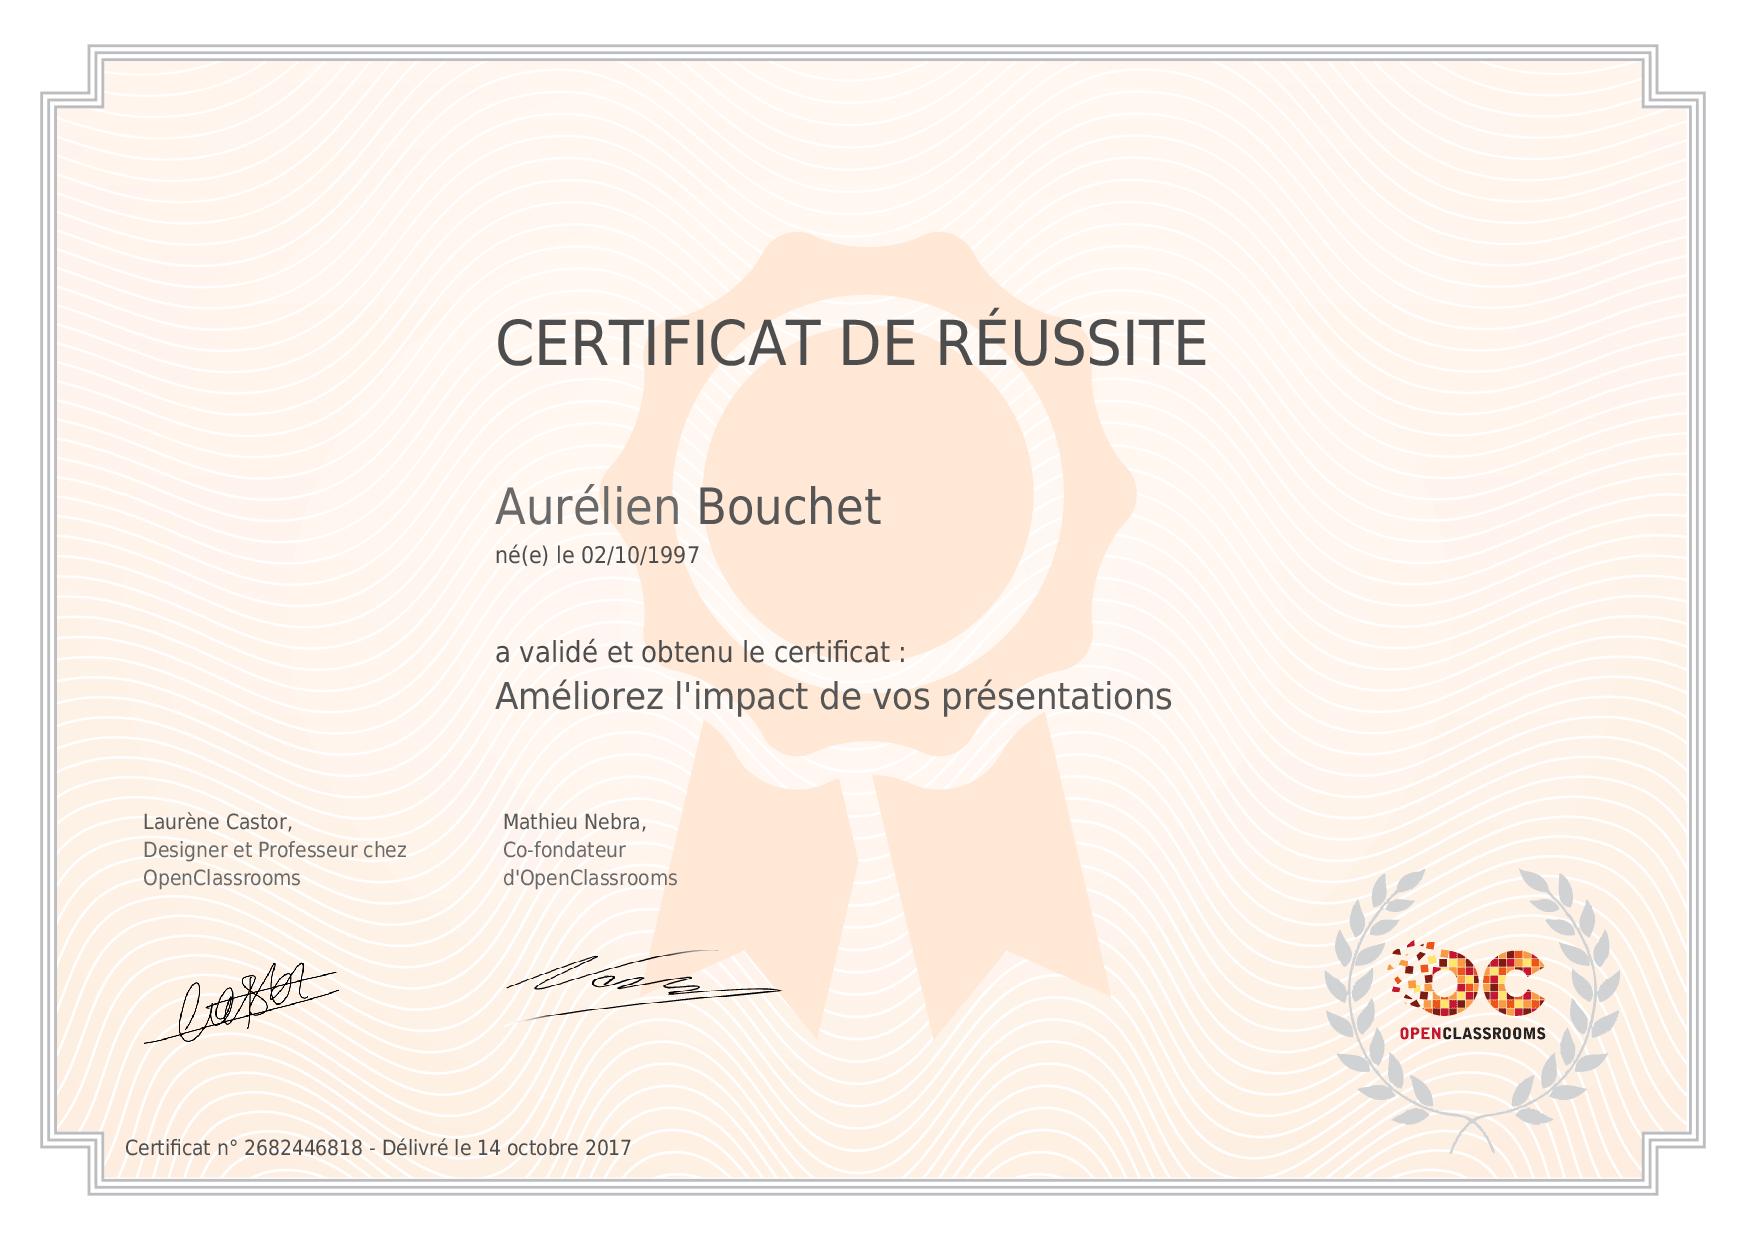 CERTIFICAT DE RÉUSSITE
Aurélien Bouchet
né(e) le 02/10/1997
a validé et obtenu le certificat :
Améliorez l'impact de vos présentations
Laurène Castor,
Designer et Professeur chez
OpenClassrooms
Mathieu Nebra,
Co-fondateur
d'OpenClassrooms
OC
OPENCLASSROOMS
Certificat n° 2682446818 - Délivré le 14 octobre 2017